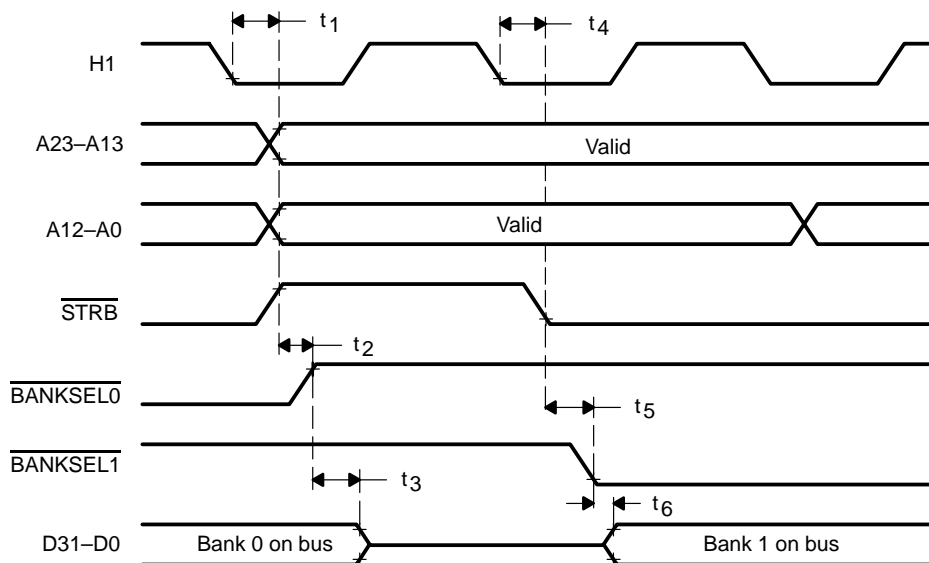 t1 t4
H1
A23–A13 Valid
A12–A0 Valid
STRB
t2
BANKSEL0
t5
BANKSEL1
t3
t6
D31–D0 Bank 0 on bus Bank 1 on bus